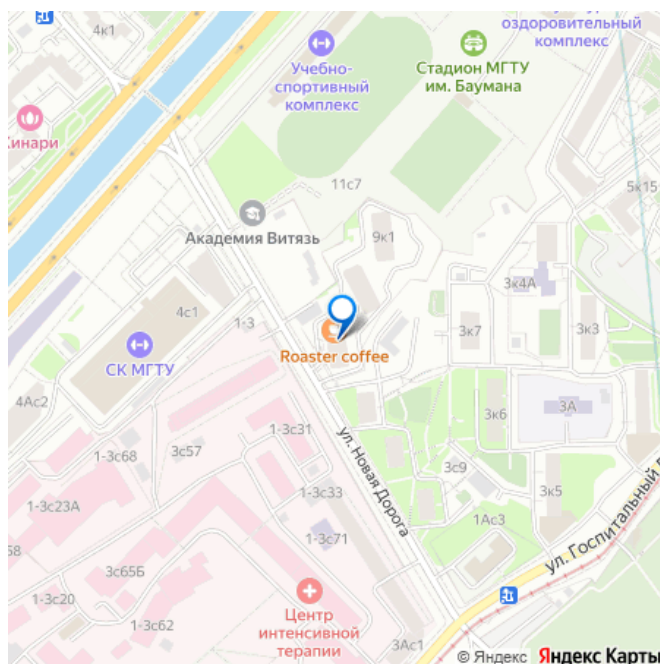 оздоровительный
комплекс
4к1
Учебно-
спортивный
комплекс
Стадион МГТУ
им. Баумана
Кинари
11с7
5к15
Академия Витязь
9к1
3к4А
4с1
1-3
3к7
3к3
СК МГТУ
Roaster coffee
4Ас2
3к6
3А
1-3с31
3с57
1-3с68
ул. Новая Дорога
3с9
1-3с33
3к5
1-3с23А
1Ас3
1-3с71
68
3с65Б
ул. Госпитальный
1-3с20
Центр
интенсивной
терапии
1-3с62
3Ас1
© Яндекс Яндекс Карты